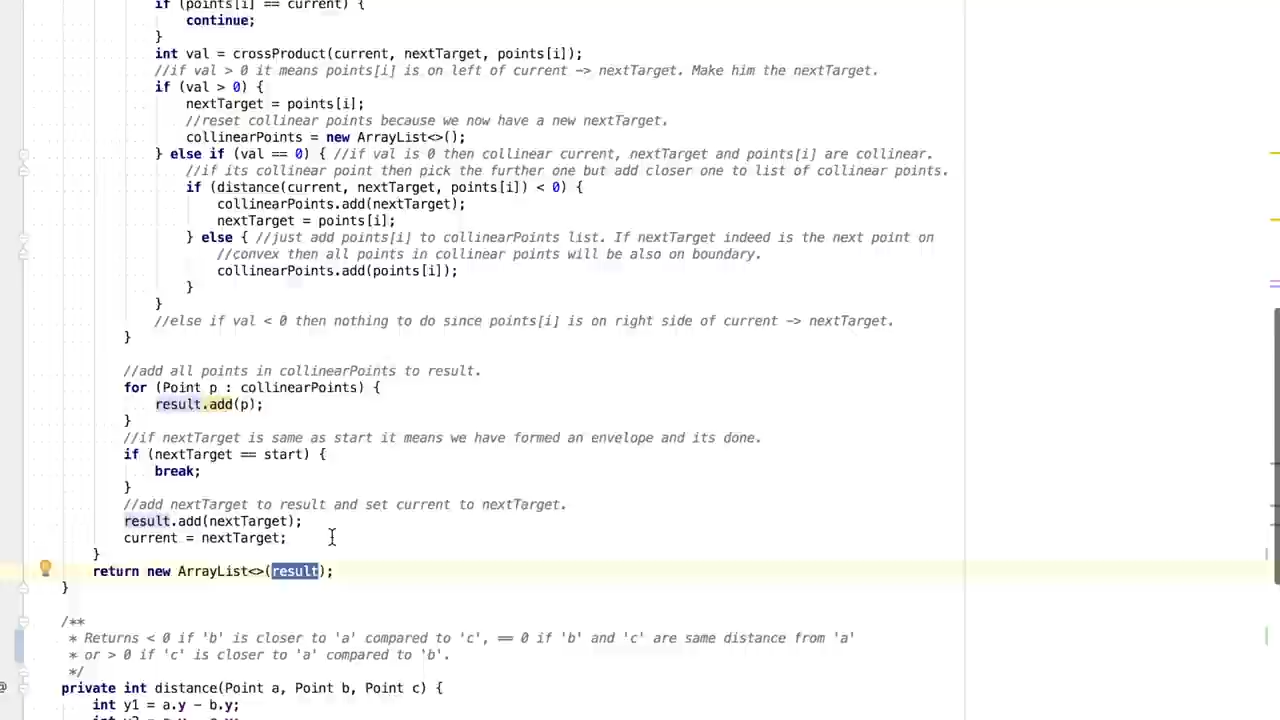 if (points[i] == current) {
continue;
}
int val = crossProduct(current, nextTarget, points[i]);
//if val > 0 it means points[i] is on left of current -> nextTarget. Make him the nextTarget.
if (val > 0) {
nextTarget = points[i];
//reset collinear points because we now have a new nextTarget.
collinearPoints = new ArrayList<>();
} else if (val == 0) { //if val is 0 then collinear current, nextTarget and points[i] are collinear.
//if its collinear point then pick the further one but add closer one to list of collinear points.
if (distance(current, nextTarget, points[i]) < 0) {
collinearPoints.add(nextTarget);
nextTarget = points[i];
} else { //just add points[i] to collinearPoints list. If nextTarget indeed is the next point on
//convex then all points in collinear points will be also on boundary.
collinearPoints.add(points[i]);
}
}
//else if val < 0 then nothing to do since points[i] is on right side of current -> nextTarget.
}
//add all points in collinearPoints to result.
for (Point p : collinearPoints) {
result.add(p);
}
//if nextTarget is same as start it means we have formed an envelope and its done.
if (nextTarget == start) {
break;
}
//add nextTarget to result and set current to nextTarget.
result.add(nextTarget);
current = nextTarget;
}
return new ArrayList<>(result);
}
/**
* Returns < 0 if 'b' is closer to 'a' compared to 'c', == 0 if 'b' and 'c' are same distance from 'a'
* or > 0 if 'c' is closer to 'a' compared to 'b'.
*/
@ private int distance(Point a, Point b, Point c) {
int y1 = a.y - b.y;